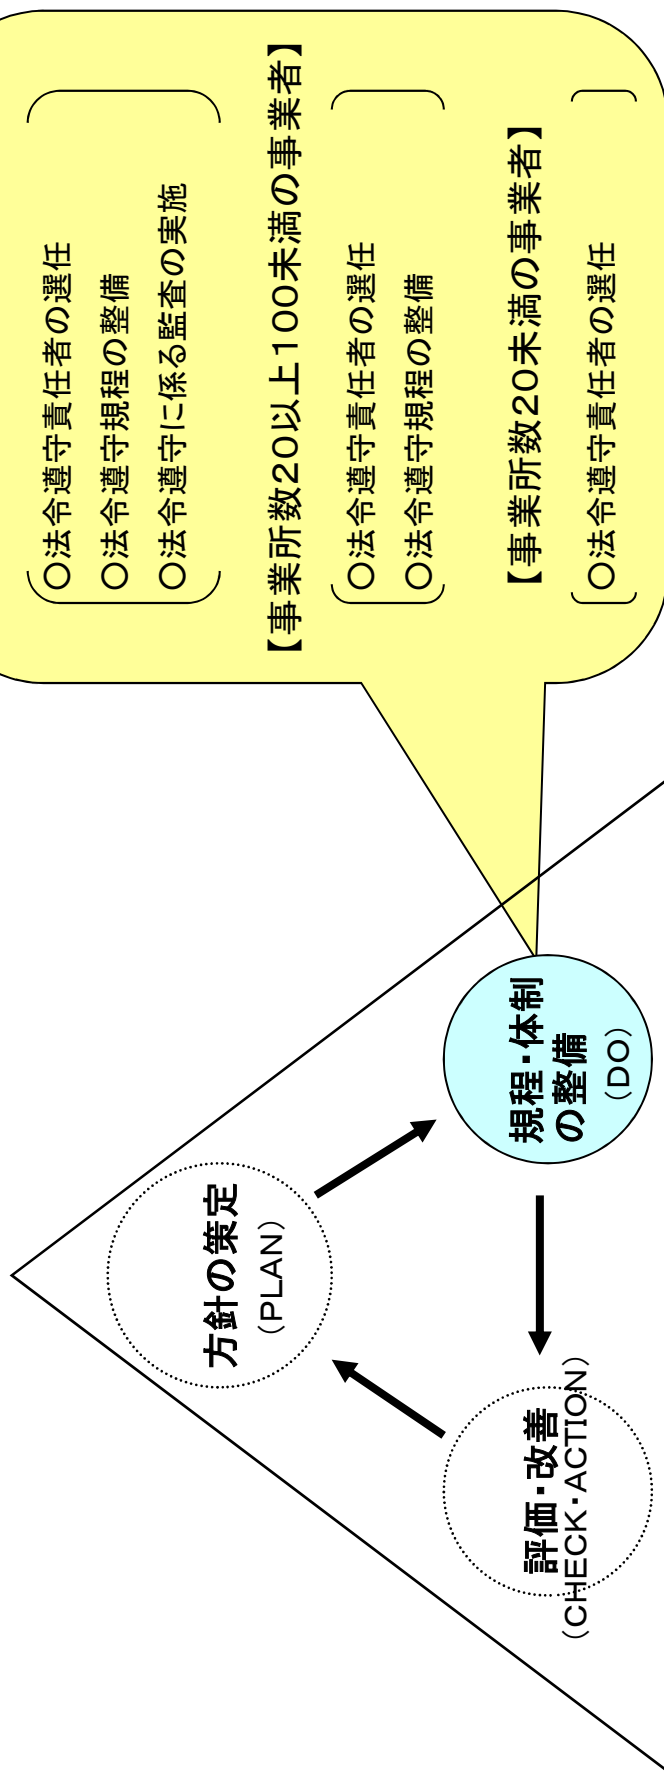 ○法令遵守責任者の選任
○法令遵守規程の整備
○法令遵守に係る監査の実施
【事業所数20以上100未満の事業者】
○法令遵守責任者の選任
○法令遵守規程の整備
【事業所数20未満の事業者】
○法令遵守責任者の選任
方針の策定
(PLAN)
規程・体制
の整備
(DO)
評価・改善
(CHECK・ACTION)